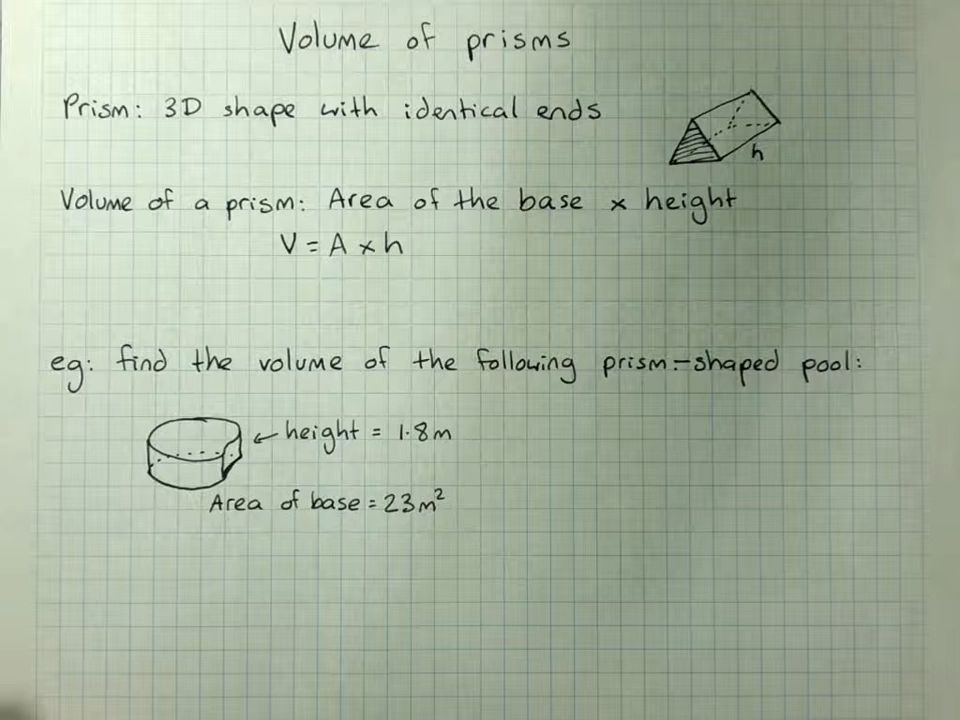 Volume of prisms
Prism: 3D shape with identical ends
h
Volume of a prism: Area of the base × height
V = A × h
eg: find the volume of the following prism-shaped pool:
← height = 1.8m
Area of base = 23m²